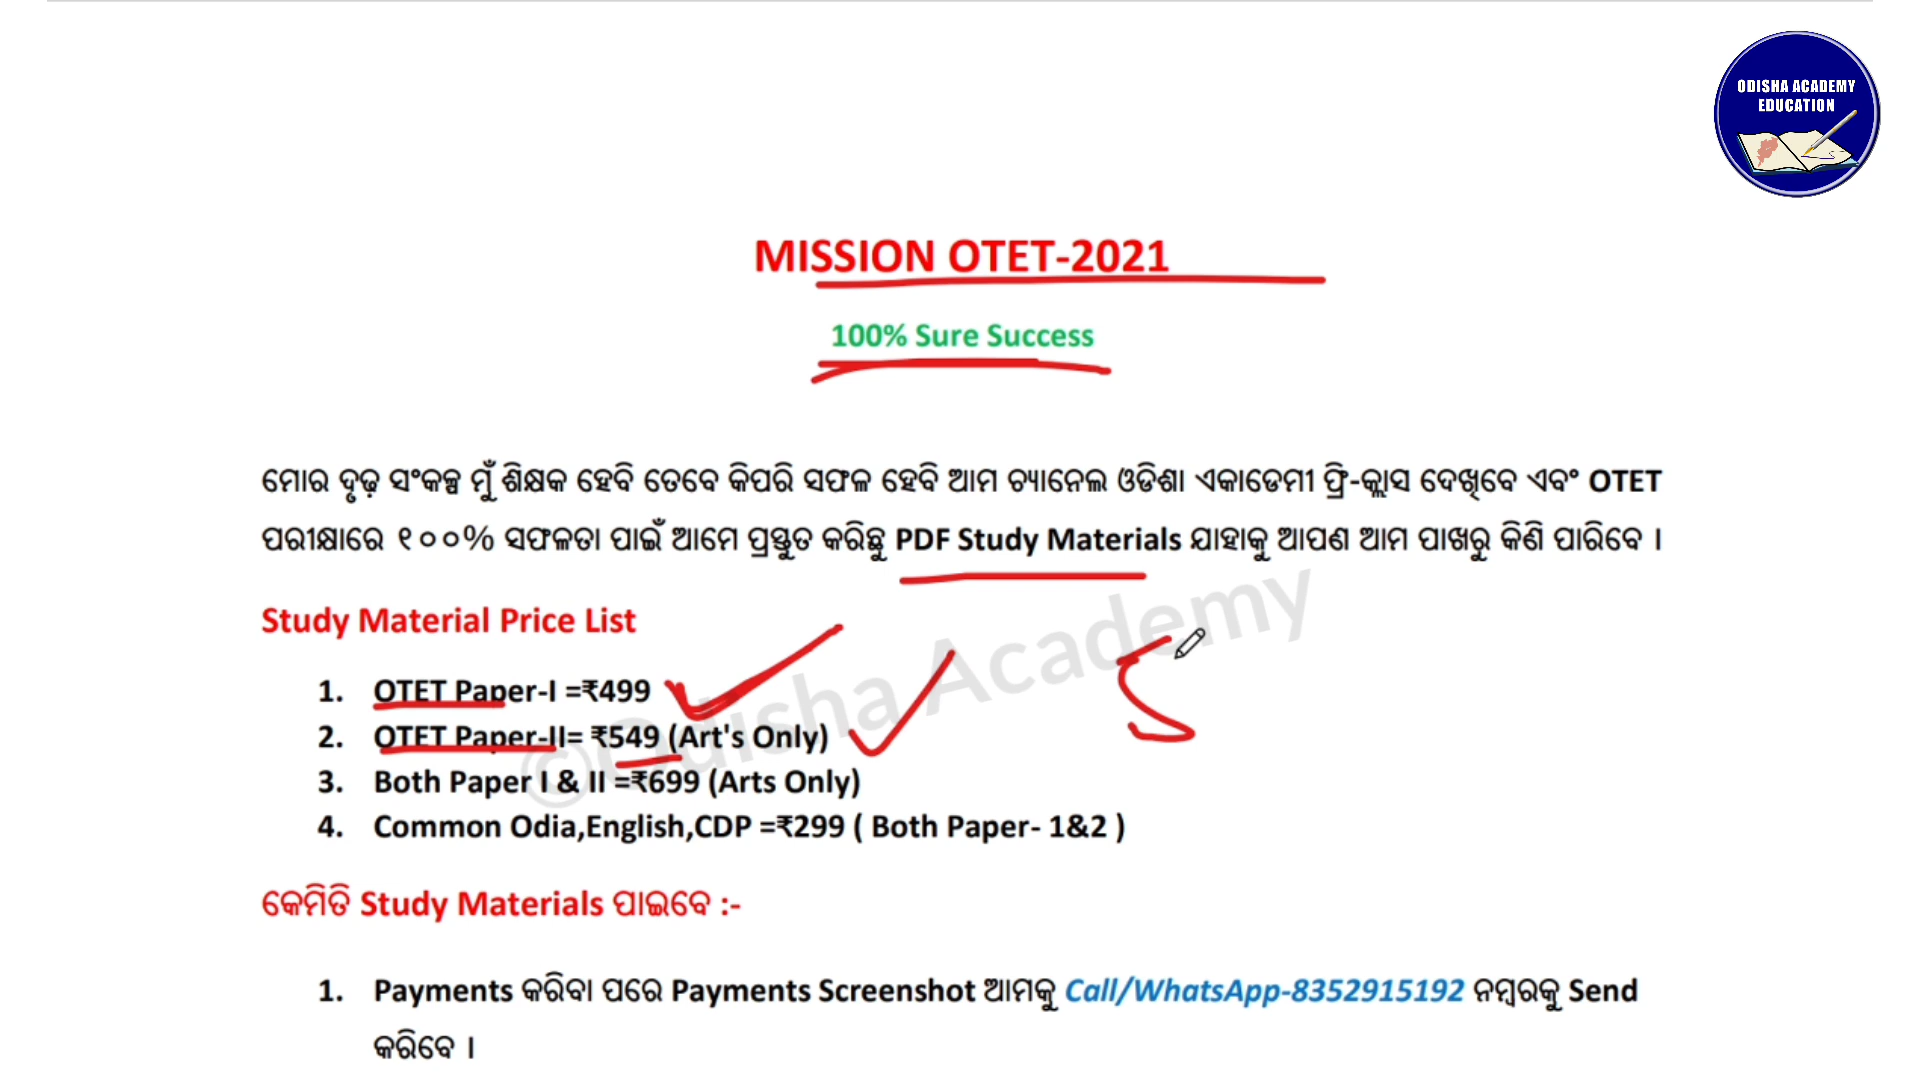 ODISHA ACADEMY
EDUCATION
MISSION OTET-2021
100% Sure Success
ମୋର ଦୃଢ଼ ସଂକଳ୍ପ ମୁଁ ଶିକ୍ଷକ ହେବି ତେବେ କିପରି ସଫଳ ହେବି ଆମ ଚ୍ୟାନେଲ ଓଡିଶା ଏକାଡେମୀ ଫ୍ରି-କ୍ଲାସ ଦେଖିବେ ଏବଂ OTET
ପରୀକ୍ଷାରେ ୧୦୦% ସଫଳତା ପାଇଁ ଆମେ ପ୍ରସ୍ତୁତ କରିଛୁ PDF Study Materials ଯାହାକୁ ଆପଣ ଆମ ପାଖରୁ କିଣି ପାରିବେ ।
©Odisha Academy
Study Material Price List
1. OTET Paper-I =₹499
2. OTET Paper-II= ₹549 (Art's Only)
3. Both Paper I & II =₹699 (Arts Only)
4. Common Odia,English,CDP =₹299 ( Both Paper- 1&2 )
କେମିତି Study Materials ପାଇବେ :-
1. Payments କରିବା ପରେ Payments Screenshot ଆମକୁ Call/WhatsApp-8352915192 ନମ୍ବରକୁ Send
କରିବେ ।